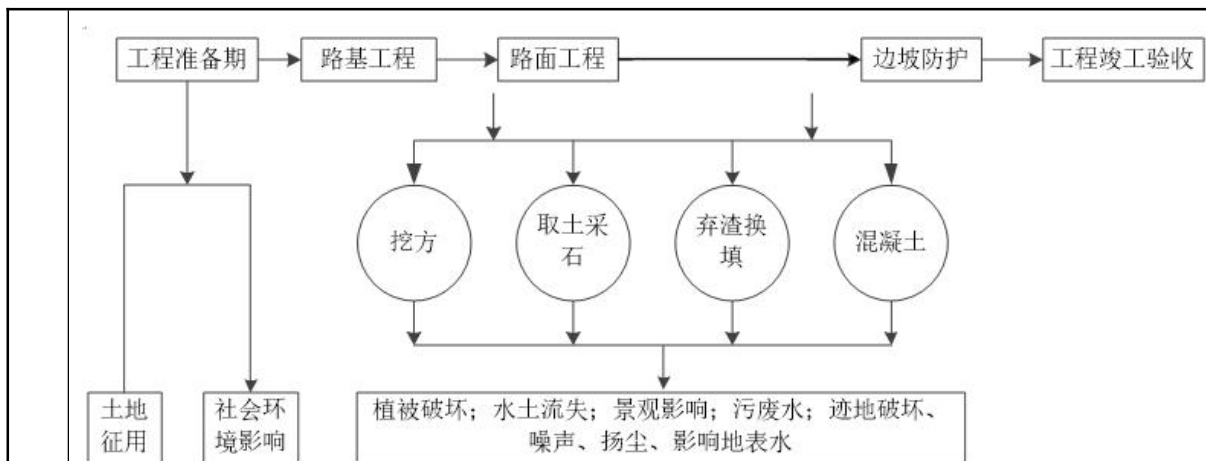 工程准备期
路基工程
路面工程
边坡防护
工程竣工验收
挖方
取土采
石
弃渣换
填
混凝土
土地
征用
社会环
境影响
植被破坏；水土流失；景观影响；污废水；迹地破坏、
噪声、扬尘、影响地表水